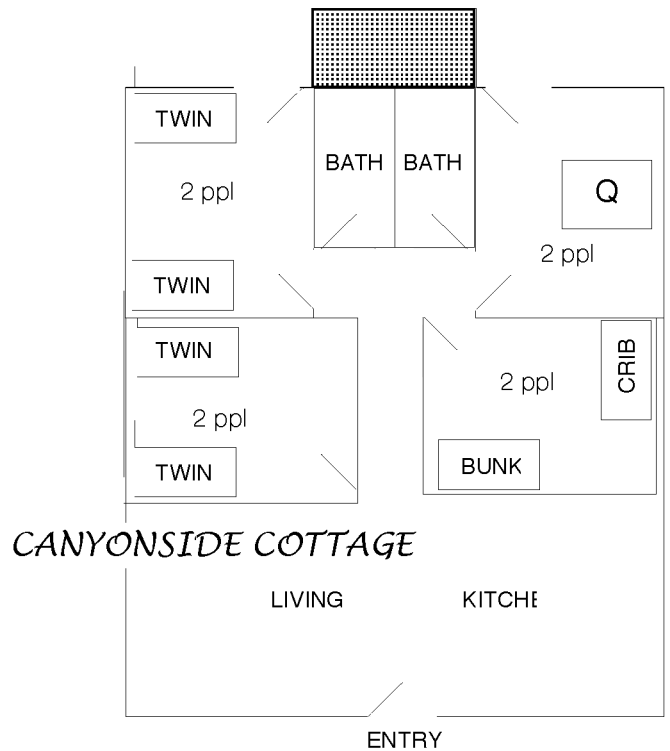 TWIN
BATH BATH
2 ppl
Q
2 ppl
TWIN
TWIN
CRIB
2 ppl
2 ppl
BUNK
TWIN
CANYONSIDE COTTAGE
LIVING KITCHE
ENTRY